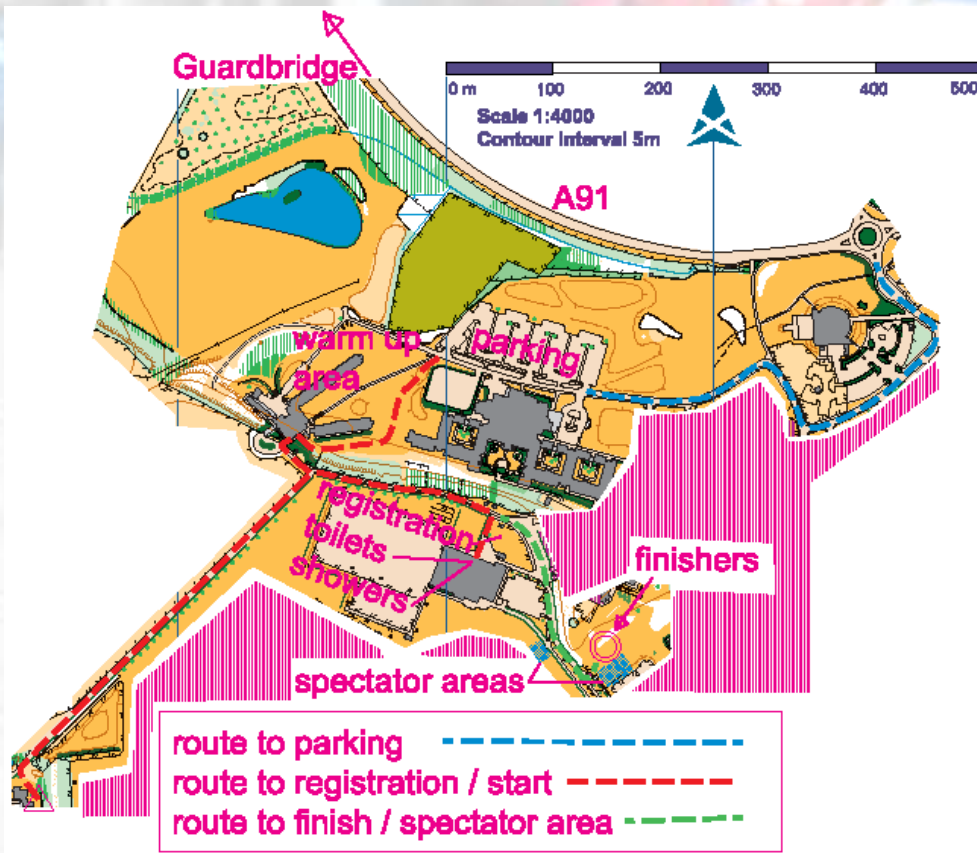 Guardbridge
0 m 100 200 300 400 500
Scale 1:4000
Contour Interval 5m
A91
warm up
area
parking
registration
toilets
showers
finishers
spectator areas
route to parking
route to registration / start
route to finish / spectator area